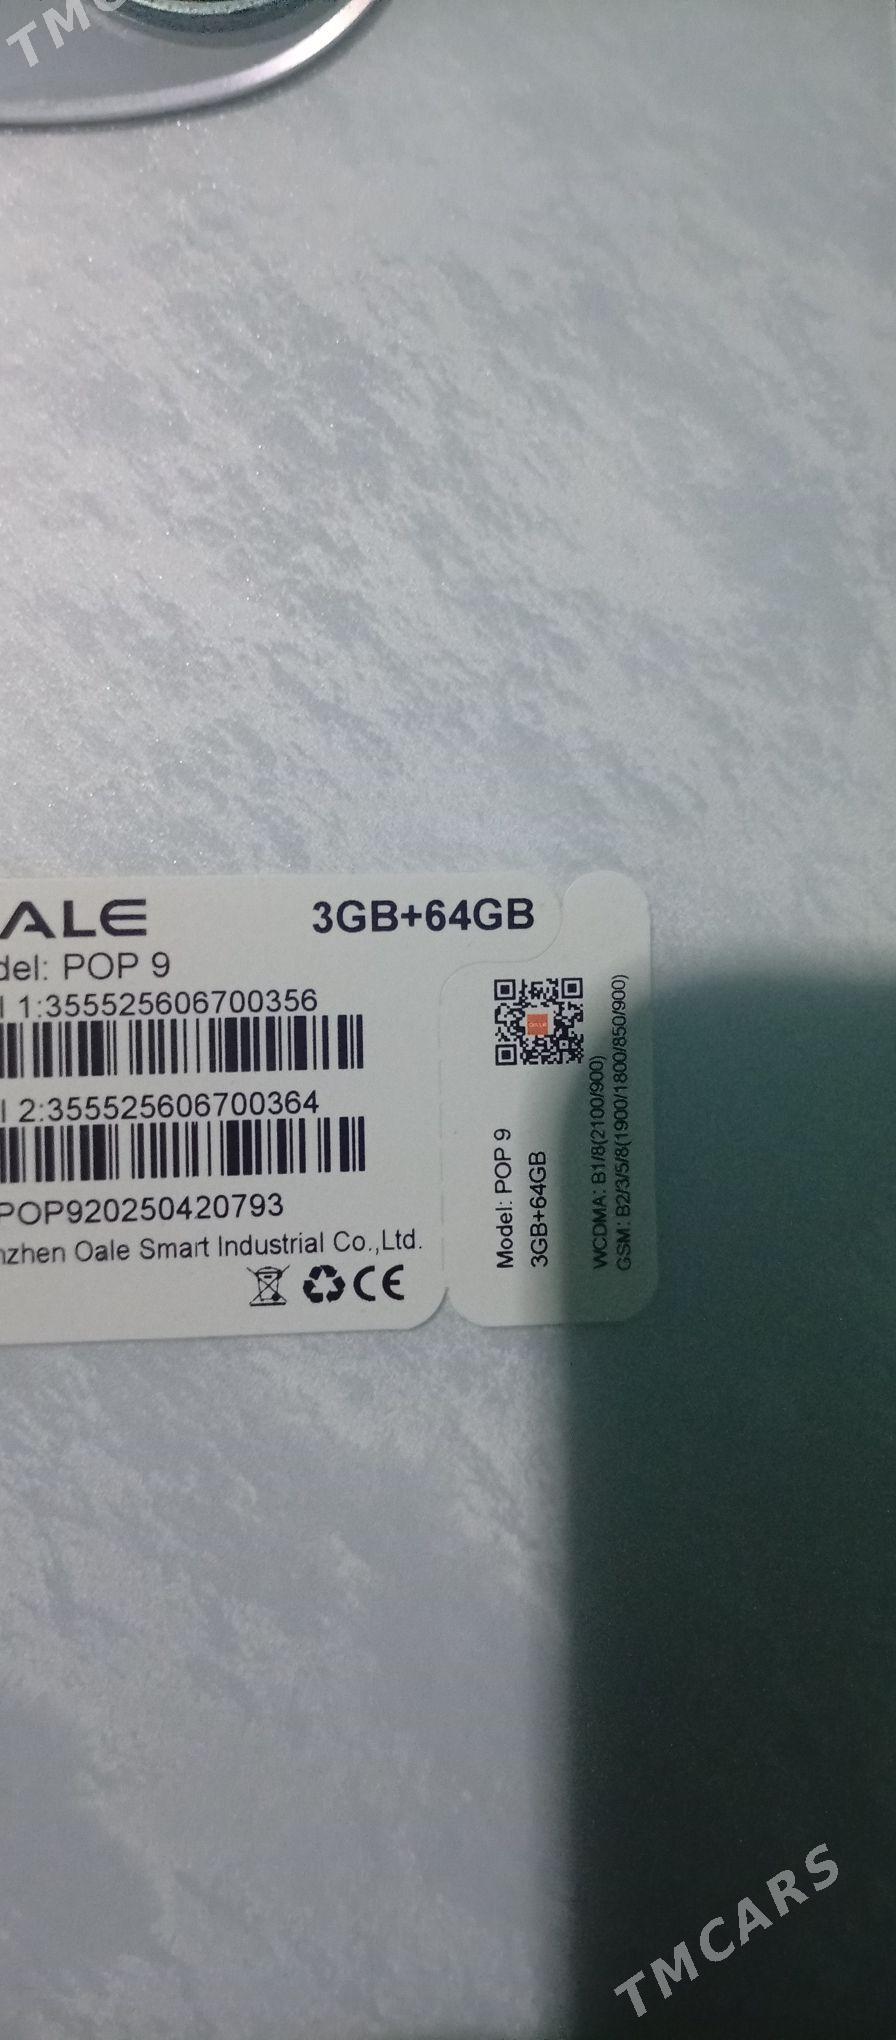 TMC
ALE
3GB+64GB
del: POP 9
I 1:355525606700356
I 2:355525606700364
POP920250420793
nzhen Oale Smart Industrial Co.,Ltd.
CE
Model: POP 9
3GB+64GB
WCDMA: B1/8(2100/900)
GSM: B2/3/5/8(1900/1800/850/900)
TMCARS